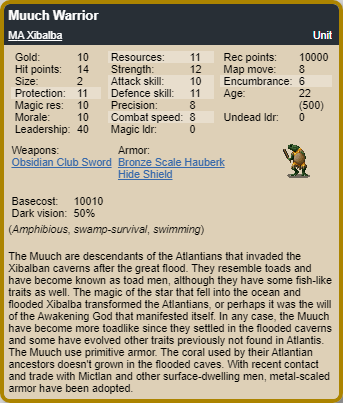 Muuch Warrior
MA Xibalba Unit
Gold: 10 Resources: 11 Rec points: 10000
Hit points: 14 Strength: 12 Map move: 8
Size: 2 Attack skill: 10 Encumbrance: 6
Protection: 11 Defence skill: 11 Age: 22
Magic res: 10 Precision: 8 (500)
Morale: 10 Combat speed: 8 Undead ldr: 0
Leadership: 40 Magic ldr: 0
Weapons: Armor:
Obsidian Club Sword Bronze Scale Hauberk
Hide Shield
Basecost: 10010
Dark vision: 50%
(Amphibious, swamp-survival, swimming)
The Muuch are descendants of the Atlantians that invaded the
Xibalban caverns after the great flood. They resemble toads and
have become known as toad men, although they have some fish-like
traits as well. The magic of the star that fell into the ocean and
flooded Xibalba transformed the Atlantians, or perhaps it was the will
of the Awakening God that manifested itself. In any case, the Muuch
have become more toadlike since they settled in the flooded caverns
and some have evolved other traits previously not found in Atlantis.
The Muuch use primitive armor. The coral used by their Atlantian
ancestors doesn't grown in the flooded caves. With recent contact
and trade with Mictlan and other surface-dwelling men, metal-scaled
armor have been adopted.